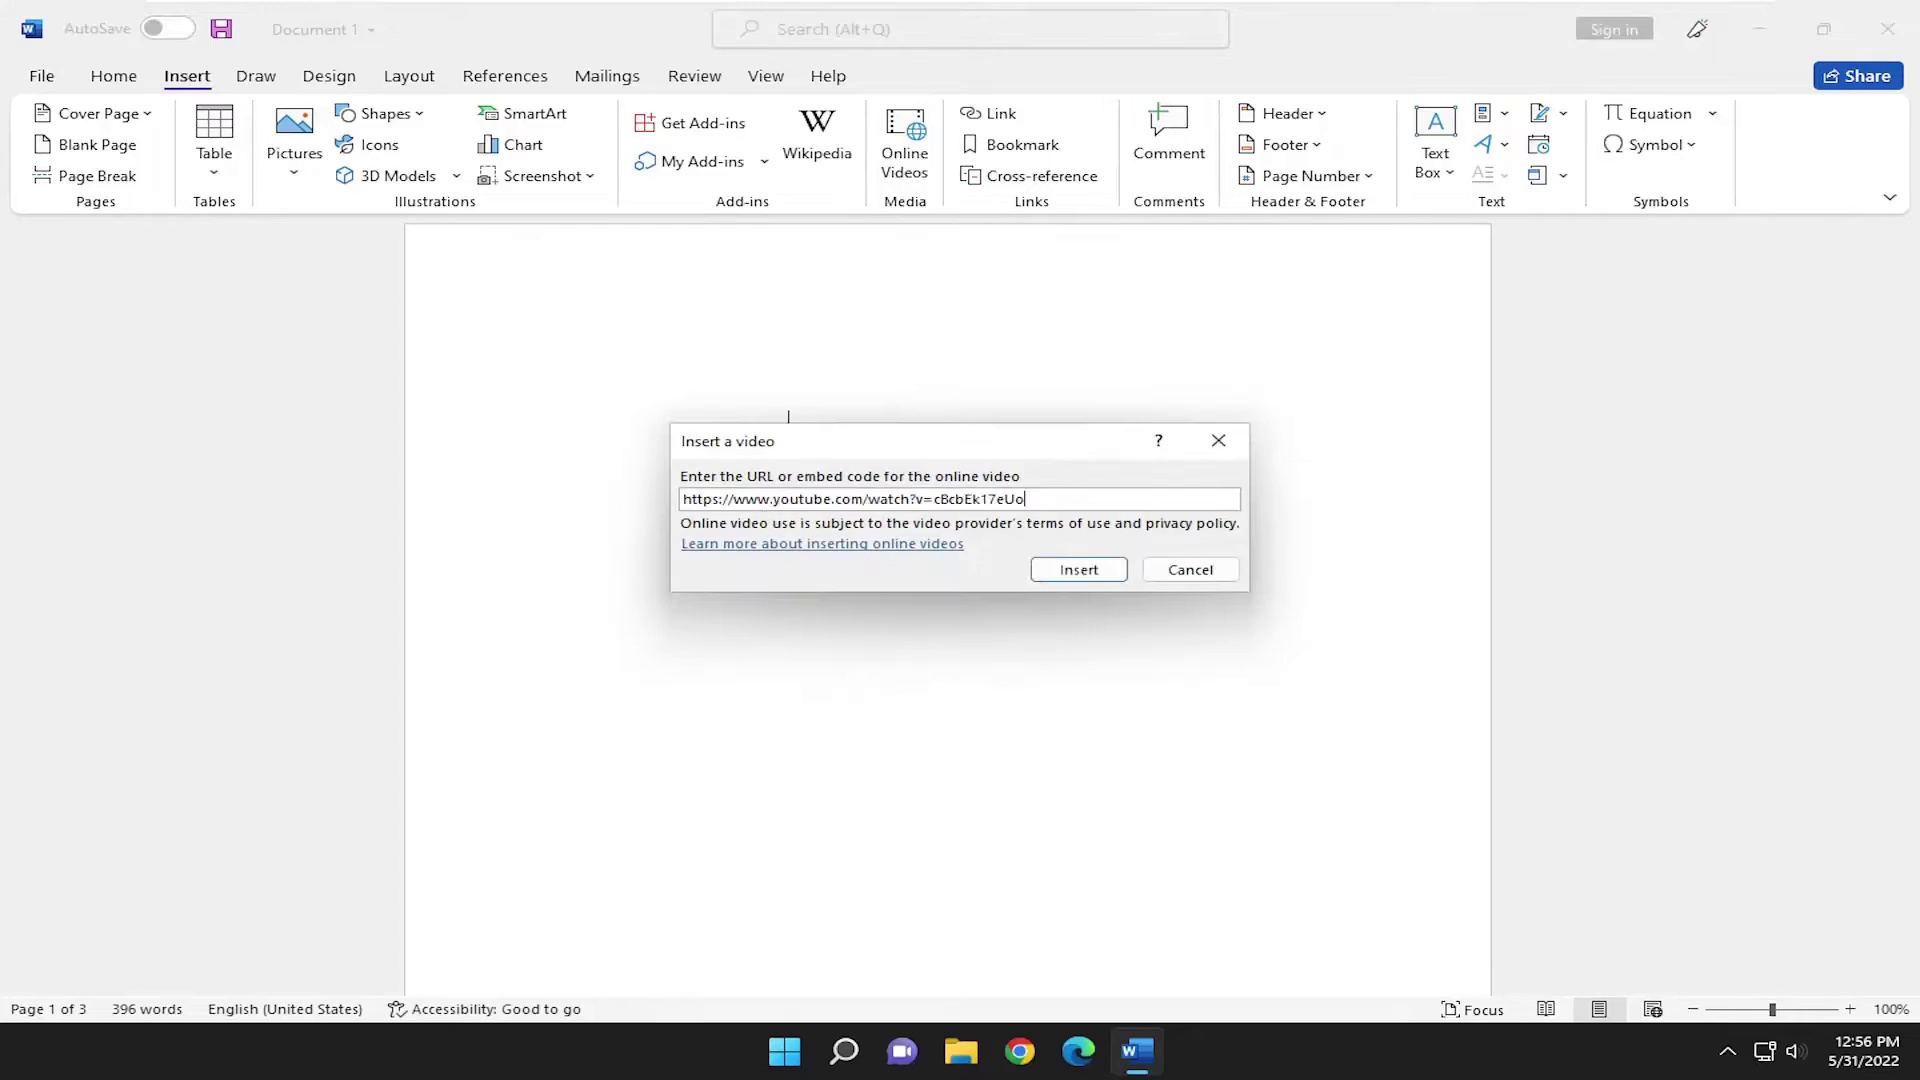 AutoSave
Document 1
Search (Alt+Q)
Sign in
File Home Insert Draw Design Layout References Mailings Review View Help
Share
Cover Page
Blank Page
Page Break
Pages
Table
Tables
Pictures
Shapes
Icons
3D Models
SmartArt
Chart
Screenshot
Illustrations
Get Add-ins
My Add-ins
W
Wikipedia
Add-ins
Online
Videos
Media
Link
Bookmark
Cross-reference
Links
Comment
Comments
Header
Footer
Page Number
Header & Footer
A
Text
Box
Text
Equation
Symbol
Symbols
Insert a video
?
Enter the URL or embed code for the online video
https://www.youtube.com/watch?v=cBcbEk17eUo
Online video use is subject to the video provider's terms of use and privacy policy.
Learn more about inserting online videos
Insert Cancel
Page 1 of 3 396 words English (United States) Accessibility: Good to go
Focus
100%
12:56 PM
5/31/2022